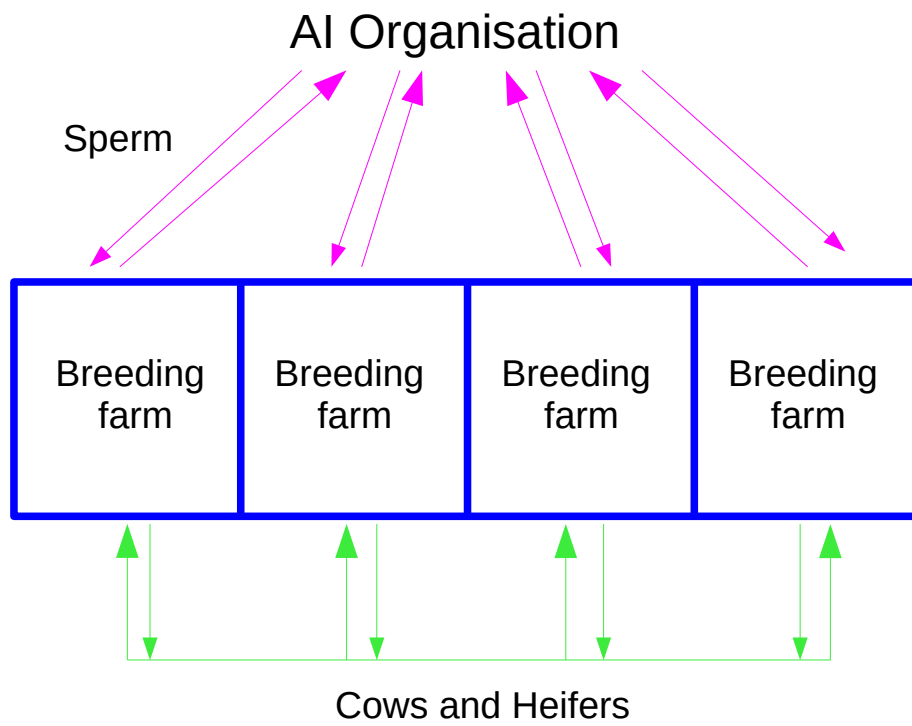 AI Organisation
Sperm
Breeding
farm
Breeding
farm
Breeding
farm
Breeding
farm
Cows and Heifers